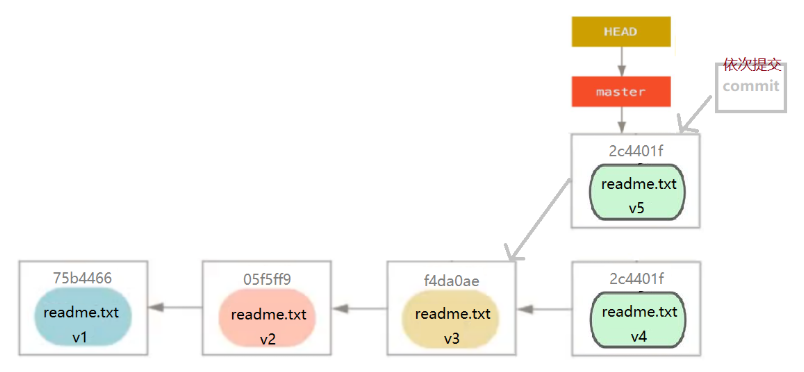 HEAD
依次提交
master
commit
2c4401f
readme.txt
v5
75b4466
05f5ff9
f4da0ae
2c4401f
readme.txt
readme.txt
readme.txt
readme.txt
v1
v2
v3
v4